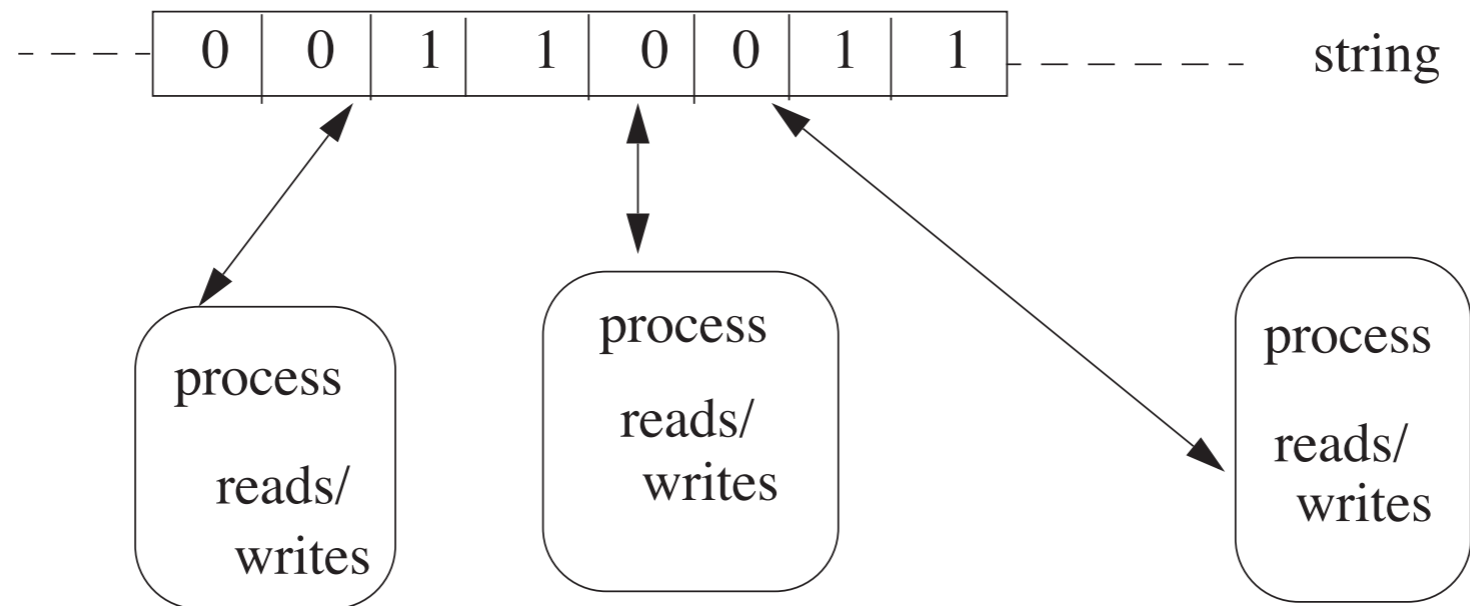 0 0 1 1 0 0 1 1 string
process
reads/
writes
process
reads/
writes
process
reads/
writes